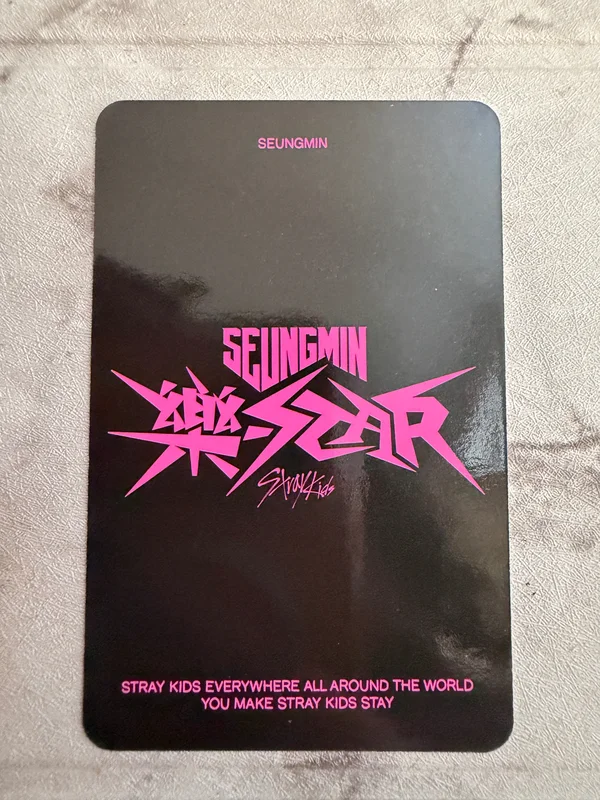 SEUNGMIN
SEUNGMIN
樂-STAR
Stray Kids
STRAY KIDS EVERYWHERE ALL AROUND THE WORLD
YOU MAKE STRAY KIDS STAY